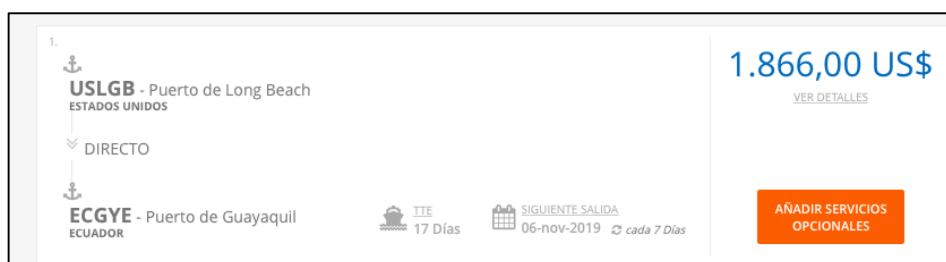 1.
USLGB - Puerto de Long Beach
ESTADOS UNIDOS
1.866,00 US$
VER DETALLES
DIRECTO
ECGYE - Puerto de Guayaquil
ECUADOR
TTE
17 Días
SIGUIENTE SALIDA
06-nov-2019 cada 7 Días
AÑADIR SERVICIOS
OPCIONALES